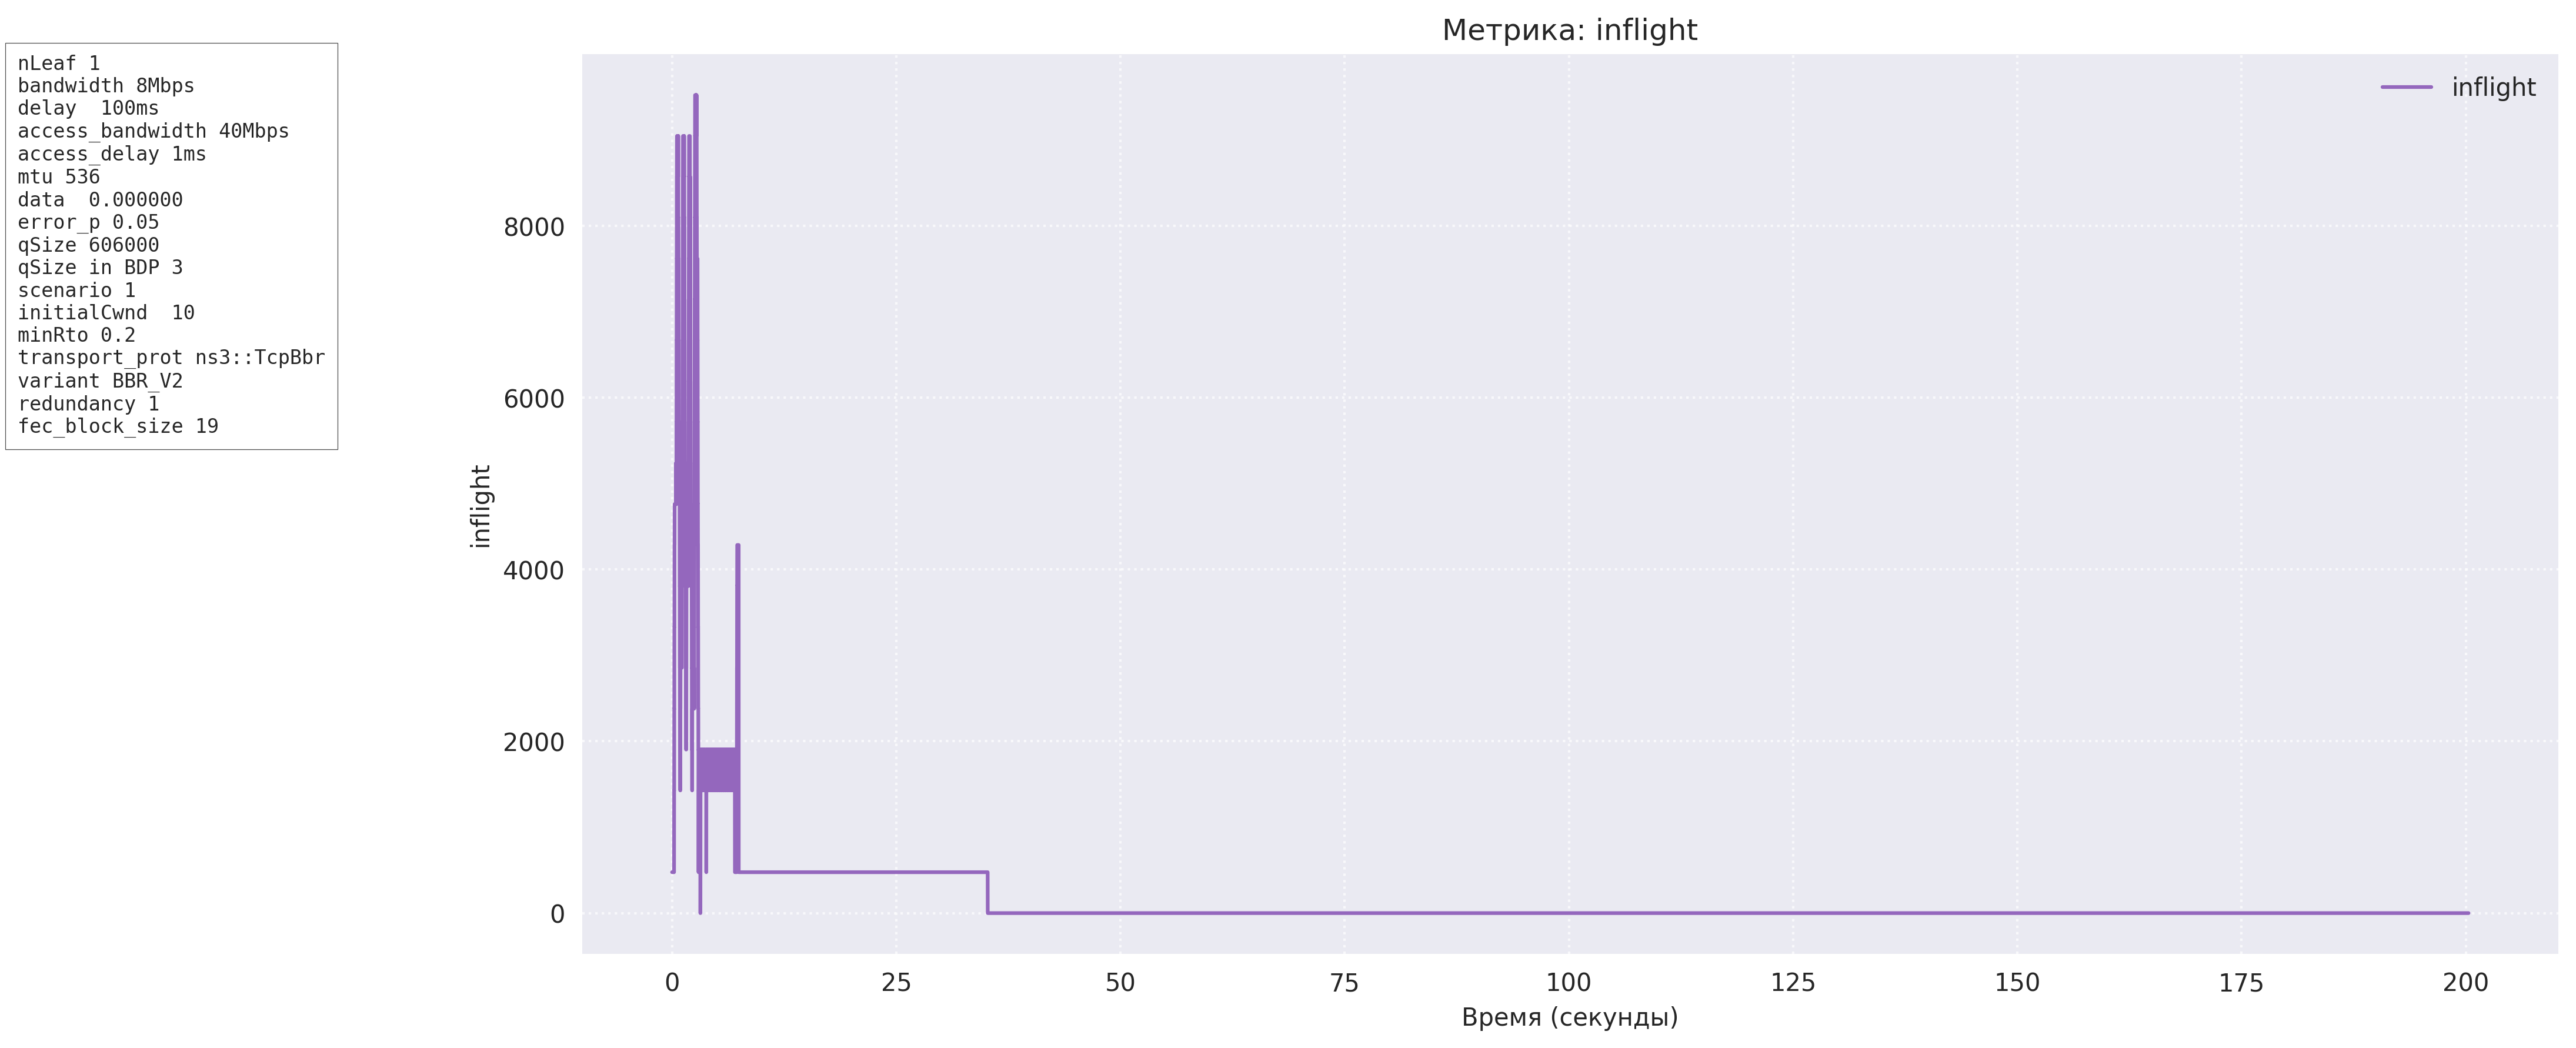 nLeaf 1
bandwidth 8Mbps
delay  100ms
access_bandwidth 40Mbps
access_delay 1ms
mtu 536
data  0.000000
error_p 0.05
qSize 606000
qSize in BDP 3
scenario 1
initialCwnd  10
minRto 0.2
transport_prot ns3::TcpBbr
variant BBR_V2
redundancy 1
fec_block_size 19
Метрика: inflight
inflight
inflight
8000
6000
4000
2000
0
0 25 50 75 100 125 150 175 200
Время (секунды)